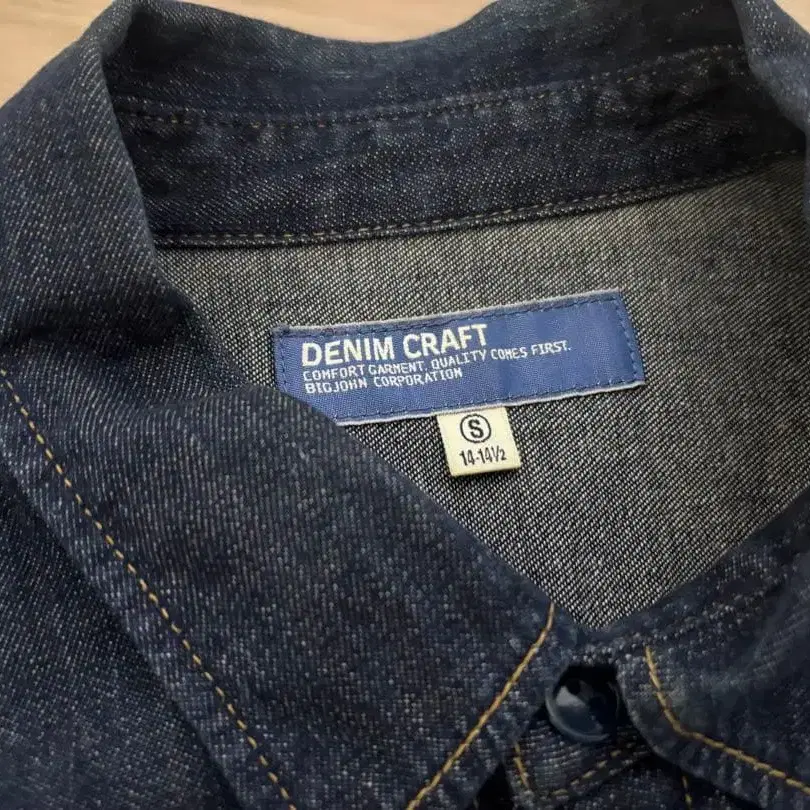 DENIM CRAFT
COMFORT GARMENT. QUALITY COMES FIRST.
BIGJOHN CORPORATION
S
14-14½